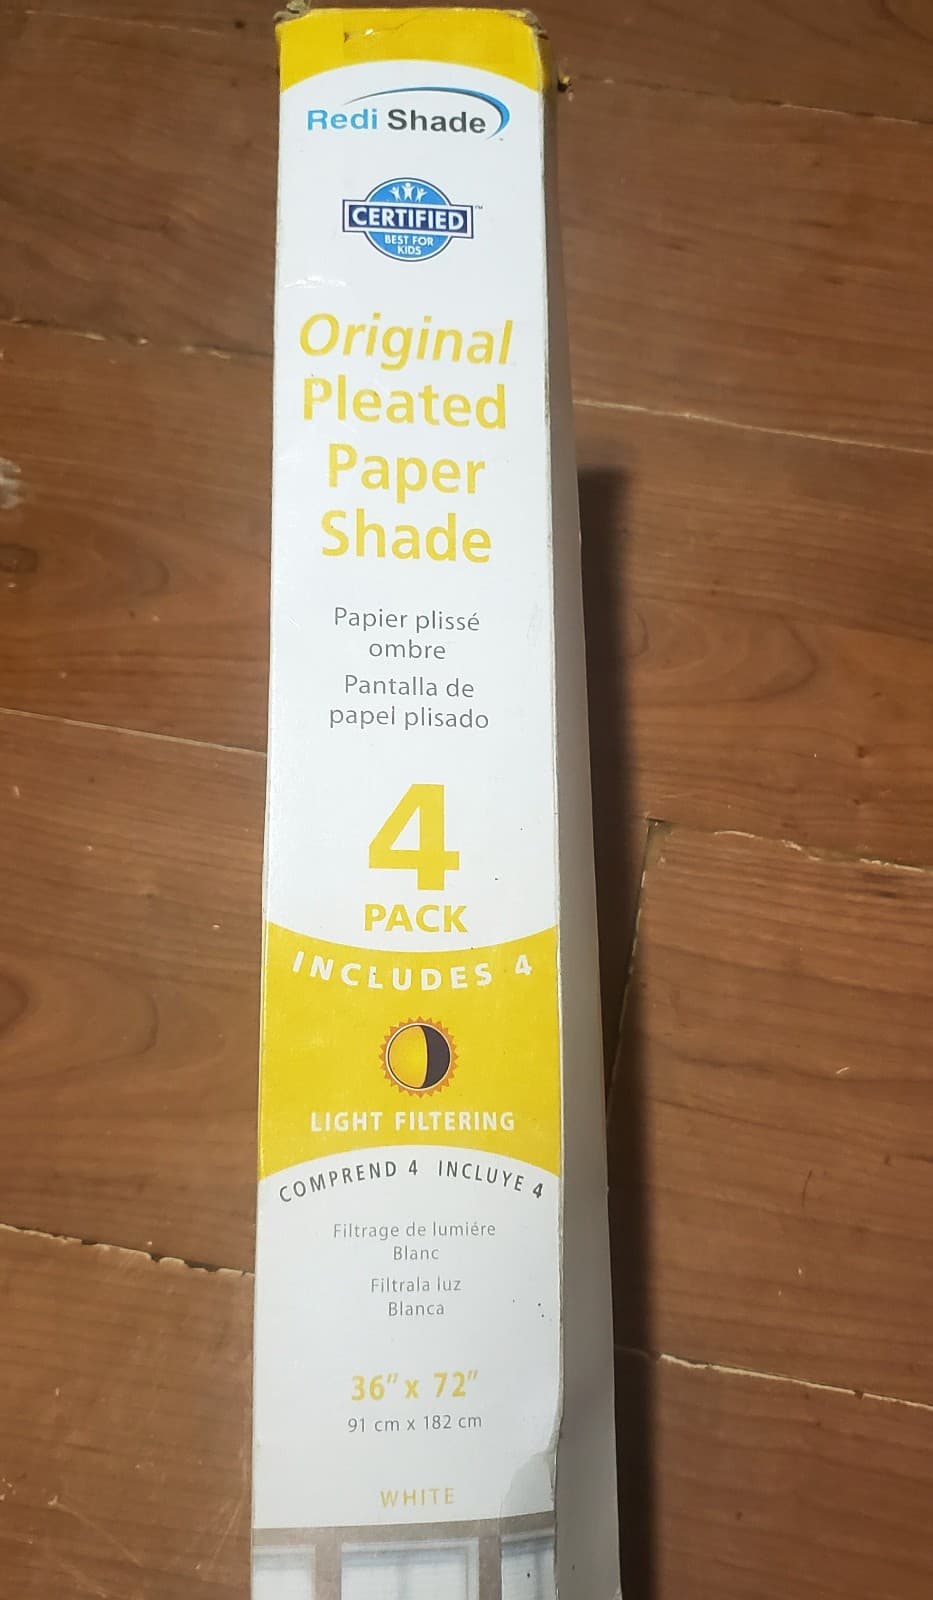 Redi Shade
CERTIFIED™
BEST FOR
KIDS
Original
Pleated
Paper
Shade
Papier plissé
ombre
Pantalla de
papel plisado
4
PACK
INCLUDES 4
LIGHT FILTERING
COMPREND 4 INCLUYE 4
Filtrage de lumiére
Blanc
Filtrala luz
Blanca
36" x 72"
91 cm x 182 cm
WHITE